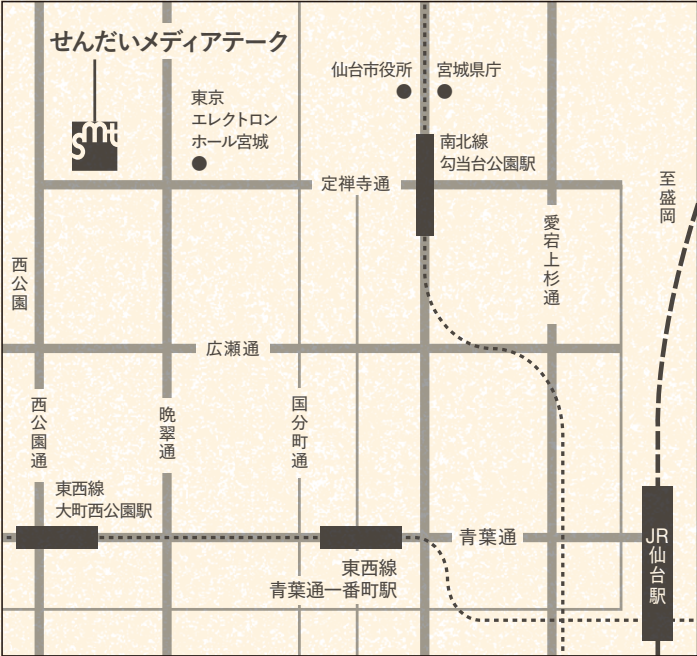 せんだいメディアテーク
smt
東京
エレクトロン
ホール宮城
仙台市役所
宮城県庁
南北線
勾当台公園駅
定禅寺通
至盛岡
愛宕上杉通
西公園
広瀬通
西公園通
晩翠通
国分町通
東西線
大町西公園駅
青葉通
東西線
青葉通一番町駅
JR仙台駅